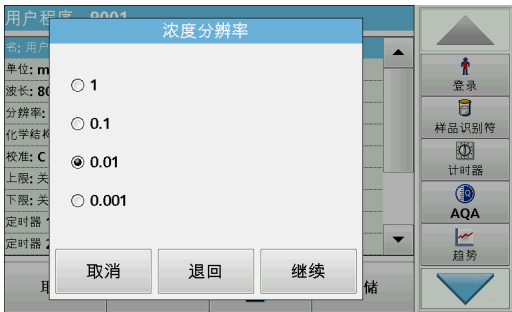 用户程 9001
浓度分辨率
名: 用户
单位: m
波长: 80
分辨率:
化学结构
校准: C
上限: 关
下限: 关
定时器
定时器 2
1
0.1
0.01
0.001
取消
退回
继续
储
登录
样品识别符
计时器
AQA
趋势